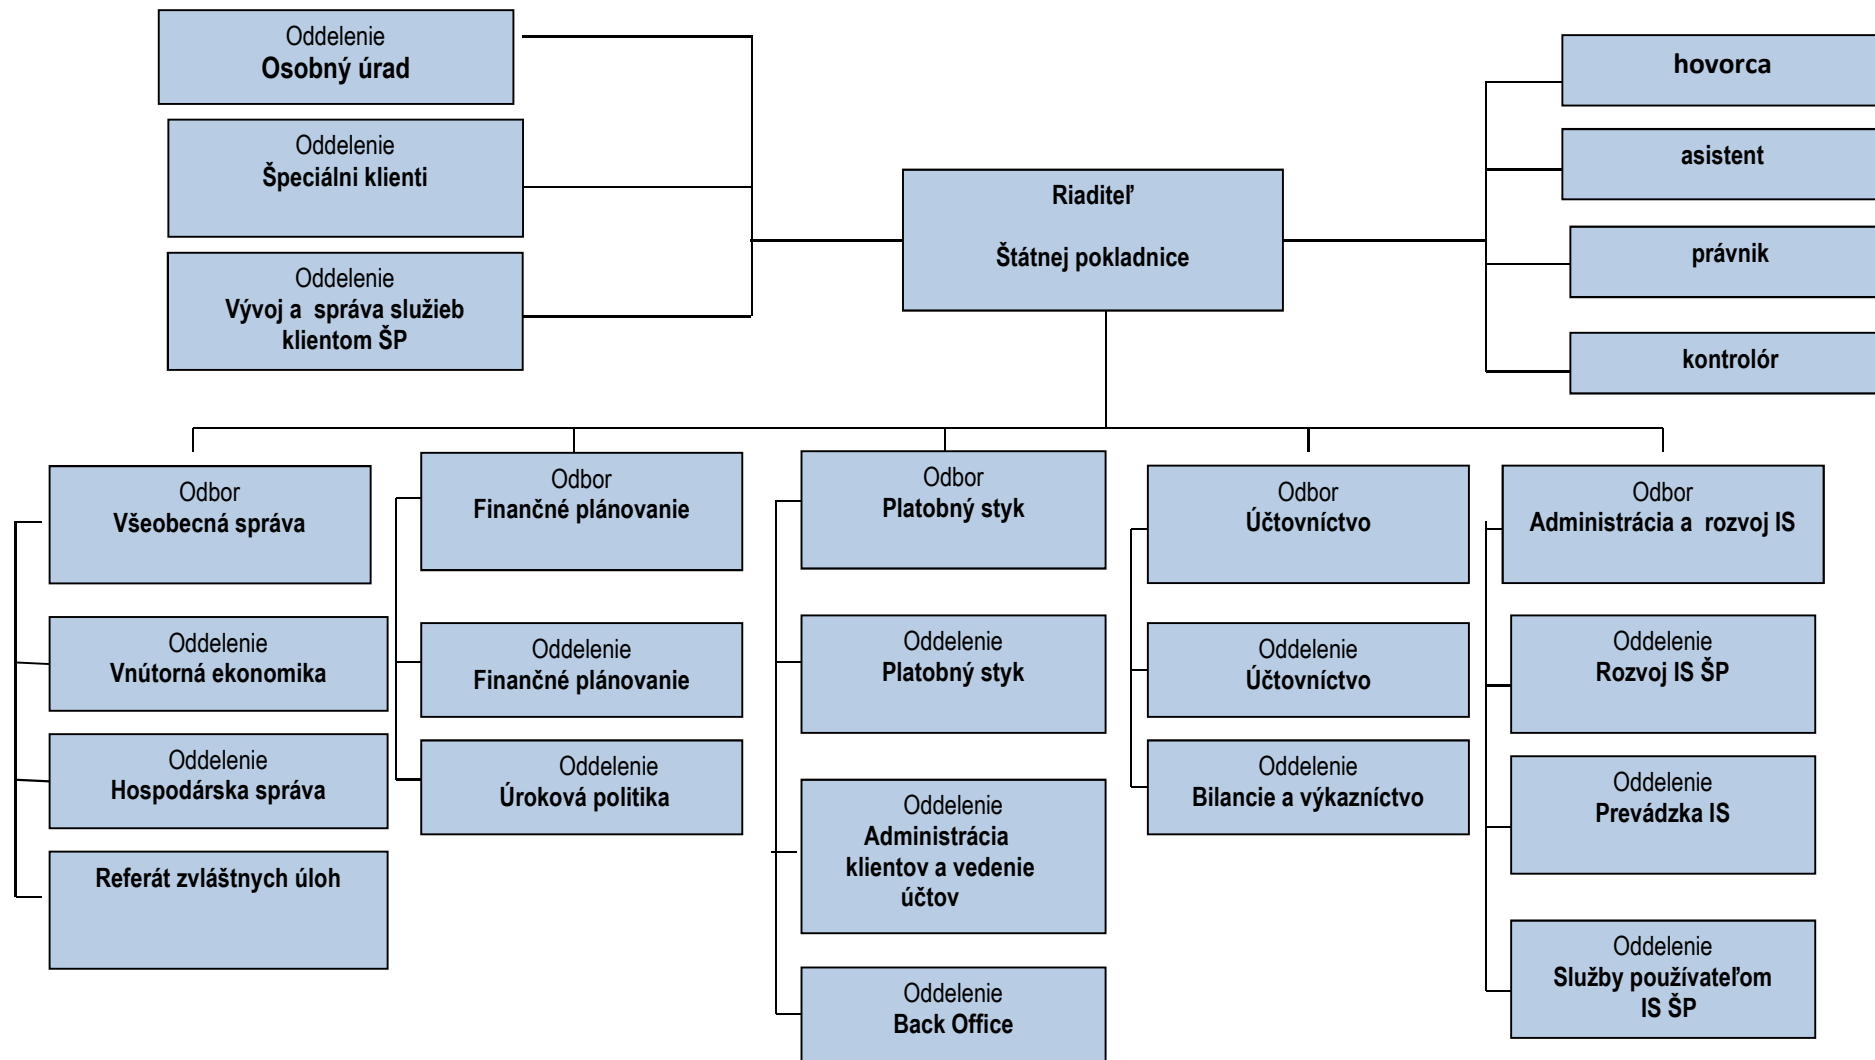 Oddelenie
Osobný úrad
Oddelenie
Špeciálni klienti
Oddelenie
Vývoj a  správa služieb
klientom ŠP
Riaditeľ
Štátnej pokladnice
hovorca
asistent
právnik
kontrolór
Odbor
Všeobecná správa
Oddelenie
Vnútorná ekonomika
Oddelenie
Hospodárska správa
Referát zvláštnych úloh
Odbor
Finančné plánovanie
Oddelenie
Finančné plánovanie
Oddelenie
Úroková politika
Odbor
Platobný styk
Oddelenie
Platobný styk
Oddelenie
Administrácia
klientov a vedenie
účtov
Oddelenie
Back Office
Odbor
Účtovníctvo
Oddelenie
Účtovníctvo
Oddelenie
Bilancie a výkazníctvo
Odbor
Administrácia a  rozvoj IS
Oddelenie
Rozvoj IS ŠP
Oddelenie
Prevádzka IS
Oddelenie
Služby používateľom
IS ŠP